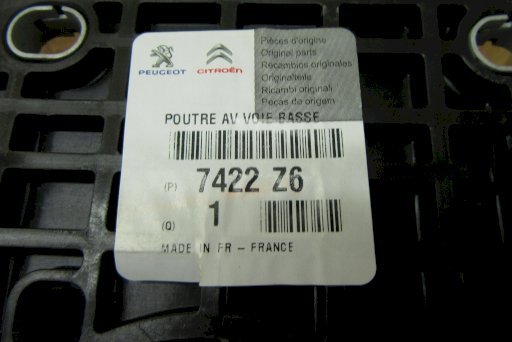 PEUGEOT
CITROËN
Pièces d'origine
Original parts
Recambios originales
Originalteile
Ricambi originali
Peças de origem
POUTRE AV VOIE BASSE
(P) 7422 Z6
(Q) 1
MADE IN FR - FRANCE